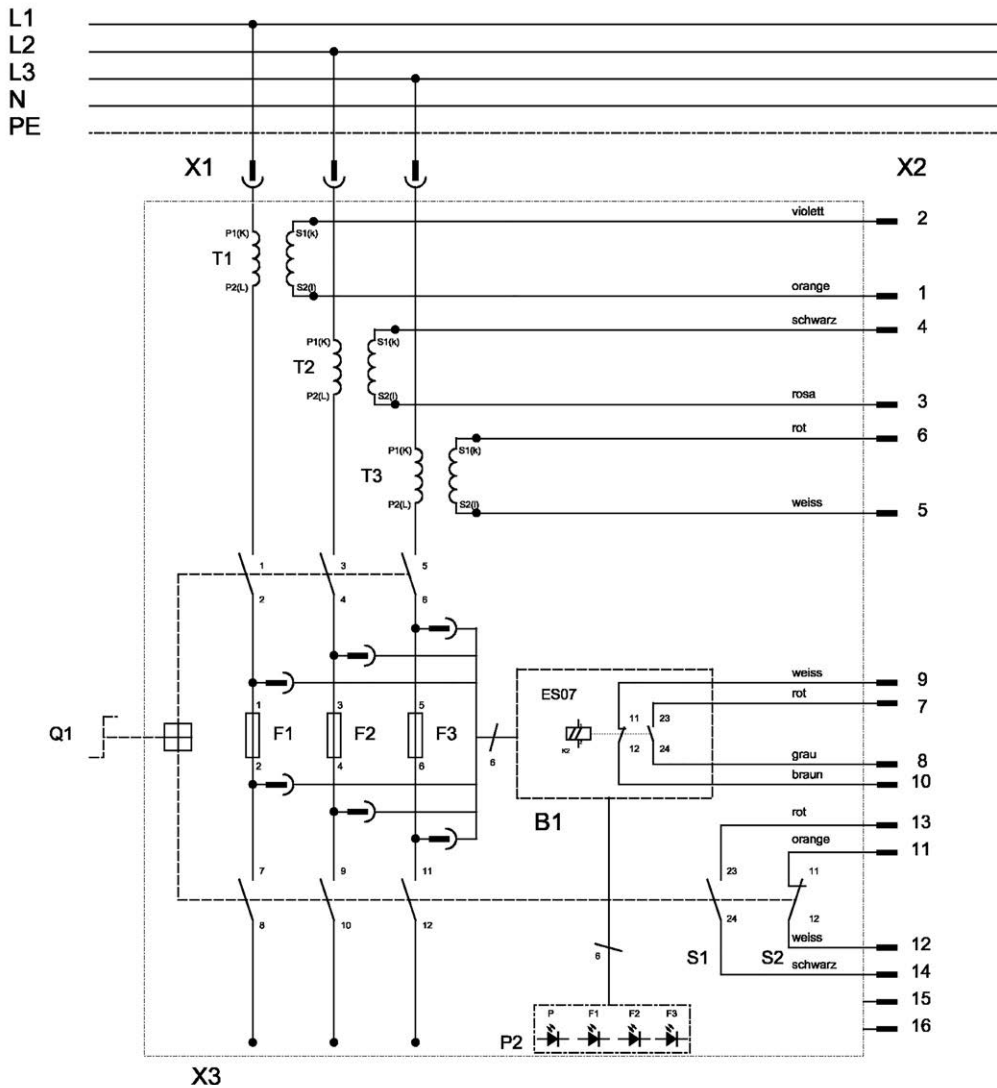 L1
L2
L3
N
PE
X1 X2
violett 2
P1(K) S1(k)
T1
P2(L) S2(l)
orange 1
schwarz 4
P1(K) S1(k)
T2
P2(L) S2(l)
rosa 3
rot 6
P1(K) S1(k)
T3
P2(L) S2(l)
weiss 5
1 3 5
2 4 6
weiss 9
ES07
rot 7
1 3 5
11 23
Q1 F1 F2 F3
K2
6
12 24
2 4 6
grau 8
braun 10
B1
rot 13
orange 11
7 9 11
23 11
8 10 12
24 12
weiss 12
S1 S2
6
schwarz 14
15
P F1 F2 F3
16
P2
X3